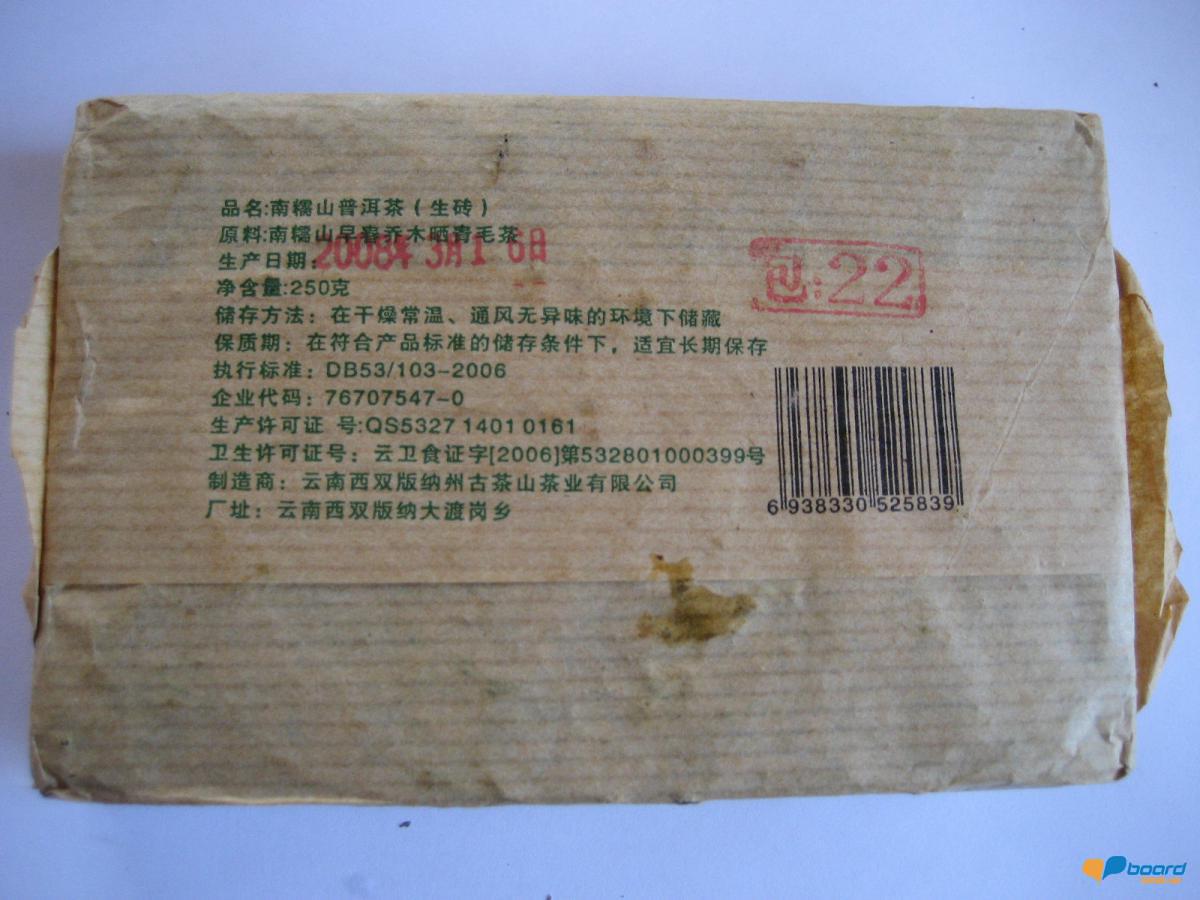 品名:南糯山普洱茶（生砖）
原料:南糯山早春乔木晒青毛茶
生产日期:2008年3月16日
净含量:250克
储存方法：在干燥常温、通风无异味的环境下储藏
保质期：在符合产品标准的储存条件下，适宜长期保存
执行标准：DB53/103-2006
企业代码：76707547-0
生产许可证 号:QS5327 1401 0161
卫生许可证号：云卫食证字[2006]第532801000399号
制造商：云南西双版纳州古茶山茶业有限公司
厂址：云南西双版纳大渡岗乡
包:22
6 938330 525839
board